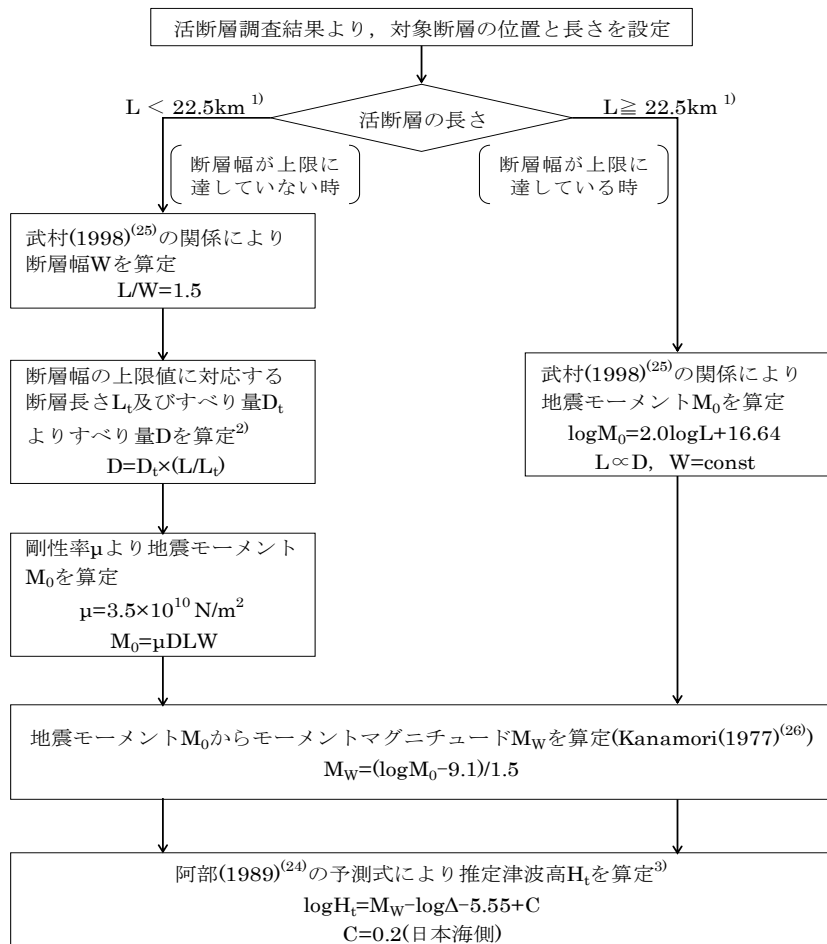 活断層調査結果より，対象断層の位置と長さを設定
L < 22.5km 1)
活断層の長さ
L≧ 22.5km 1)
断層幅が上限に
達していない時
断層幅が上限に
達している時
武村(1998)(25)の関係により
断層幅Wを算定
L/W=1.5
断層幅の上限値に対応する
断層長さLt及びすべり量Dt
よりすべり量Dを算定2)
D=Dt×(L/Lt)
剛性率μより地震モーメント
M0を算定
μ=3.5×10^10 N/m^2
M0=μDLW
武村(1998)(25)の関係により
地震モーメントM0を算定
logM0=2.0logL+16.64
L∝D，W=const
地震モーメントM0からモーメントマグニチュードMWを算定(Kanamori(1977)(26))
MW=(logM0-9.1)/1.5
阿部(1989)(24)の予測式により推定津波高Htを算定3)
logHt=MW-logΔ-5.55+C
C=0.2(日本海側)